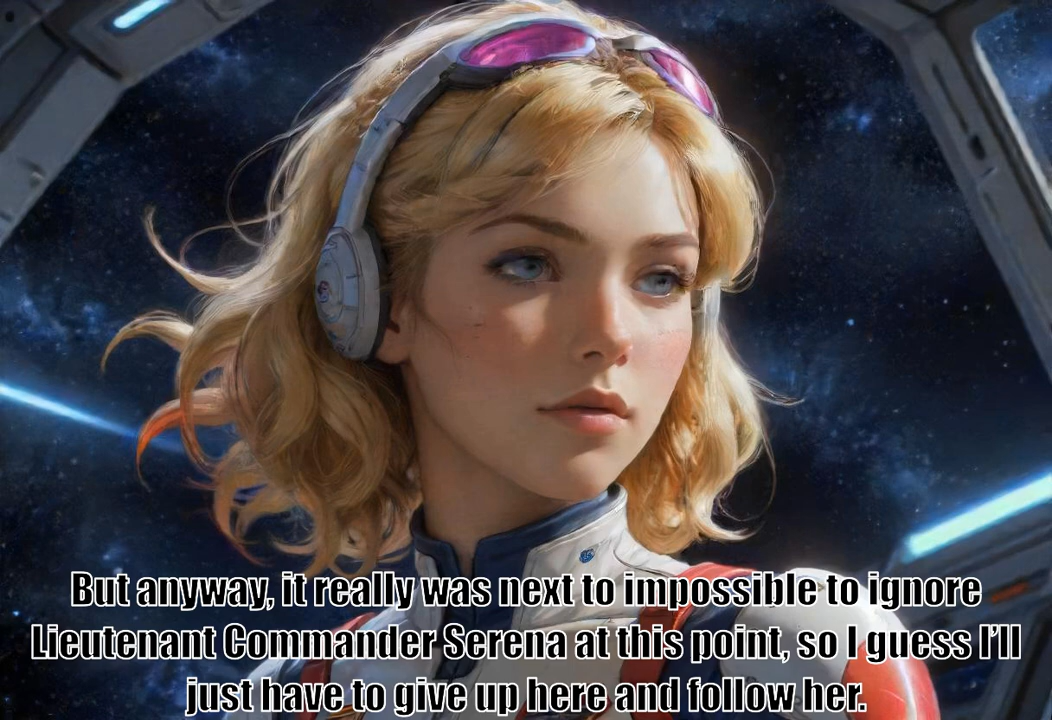 But anyway, it really was next to impossible to ignore
Lieutenant Commander Serena at this point, so I guess I’ll
just have to give up here and follow her.